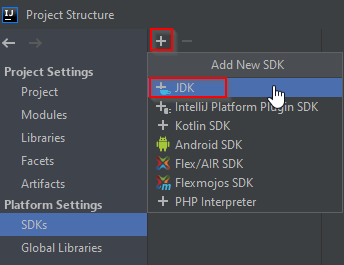 IJ Project Structure
Project Settings
Project
Modules
Libraries
Facets
Artifacts
Platform Settings
SDKs
Global Libraries
Add New SDK
JDK
IntelliJ Platform Plugin SDK
Kotlin SDK
Android SDK
Flex/AIR SDK
Flexmojos SDK
PHP Interpreter